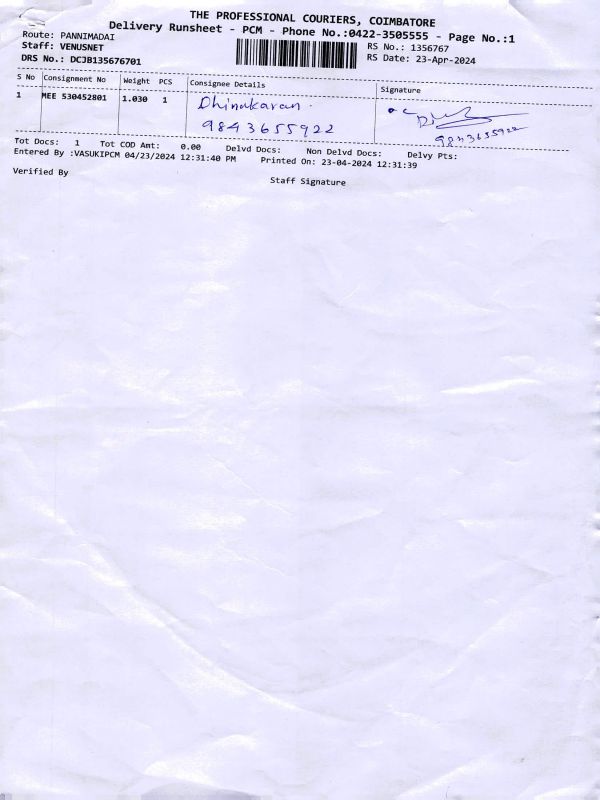 THE PROFESSIONAL COURIERS, COIMBATORE
Delivery Runsheet - PCM - Phone No.:0422-3505555 - Page No.:1
Route: PANNIMADAI
Staff: VENUSNET
DRS No.: DCJB135676701
RS No.: 1356767
RS Date: 23-Apr-2024
S No Consignment No Weight PCS Consignee Details Signature
1 MEE 530452801 1.030 1 Dhinakaran.
9843655922
9843655922
Tot Docs: 1 Tot COD Amt: 0.00 Delvd Docs: Non Delvd Docs: Delvy Pts:
Entered By :VASUKIPCM 04/23/2024 12:31:40 PM Printed On: 23-04-2024 12:31:39
Verified By Staff Signature